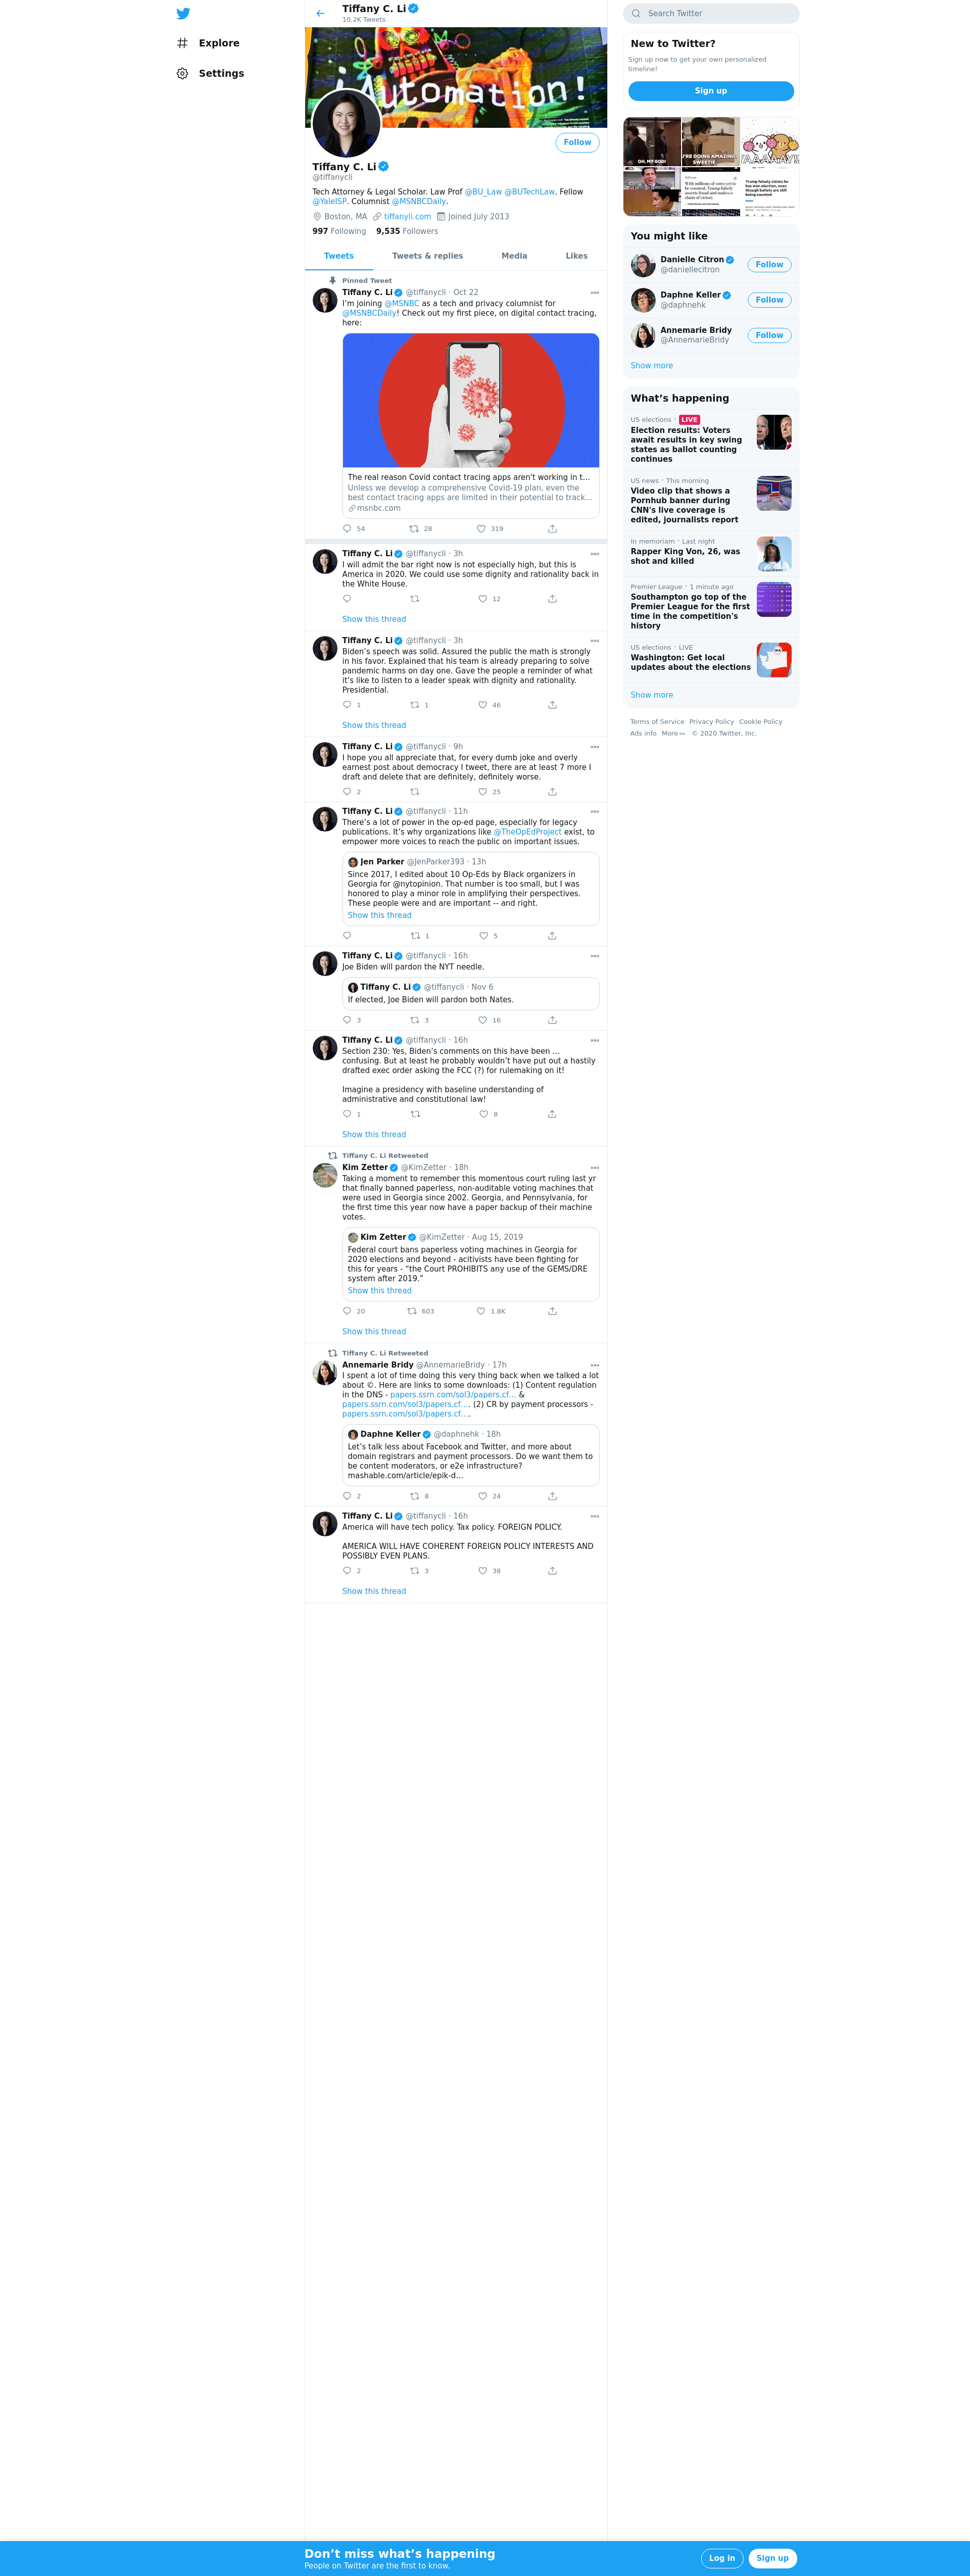 Explore
Settings
Tiffany C. Li
10.2K Tweets
¡Automation!
Follow
Tiffany C. Li
@tiffanycli
Tech Attorney & Legal Scholar. Law Prof @BU_Law @BUTechLaw. Fellow
@YaleISP. Columnist @MSNBCDaily.
Boston, MA tiffanyli.com Joined July 2013
997 Following 9,535 Followers
Tweets Tweets & replies Media Likes
Pinned Tweet
Tiffany C. Li @tiffanycli · Oct 22
I'm joining @MSNBC as a tech and privacy columnist for
@MSNBCDaily! Check out my first piece, on digital contact tracing,
here:
The real reason Covid contact tracing apps aren't working in t…
Unless we develop a comprehensive Covid-19 plan, even the
best contact tracing apps are limited in their potential to track…
msnbc.com
54 28 319
Tiffany C. Li @tiffanycli · 3h
I will admit the bar right now is not especially high, but this is
America in 2020. We could use some dignity and rationality back in
the White House.
12
Show this thread
Tiffany C. Li @tiffanycli · 3h
Biden's speech was solid. Assured the public the math is strongly
in his favor. Explained that his team is already preparing to solve
pandemic harms on day one. Gave the people a reminder of what
it's like to listen to a leader speak with dignity and rationality.
Presidential.
1 1 46
Show this thread
Tiffany C. Li @tiffanycli · 9h
I hope you all appreciate that, for every dumb joke and overly
earnest post about democracy I tweet, there are at least 7 more I
draft and delete that are definitely, definitely worse.
2 25
Tiffany C. Li @tiffanycli · 11h
There's a lot of power in the op-ed page, especially for legacy
publications. It's why organizations like @TheOpEdProject exist, to
empower more voices to reach the public on important issues.
Jen Parker @JenParker393 · 13h
Since 2017, I edited about 10 Op-Eds by Black organizers in
Georgia for @nytopinion. That number is too small, but I was
honored to play a minor role in amplifying their perspectives.
These people were and are important -- and right.
Show this thread
1 5
Tiffany C. Li @tiffanycli · 16h
Joe Biden will pardon the NYT needle.
Tiffany C. Li @tiffanycli · Nov 6
If elected, Joe Biden will pardon both Nates.
3 3 16
Tiffany C. Li @tiffanycli · 16h
Section 230: Yes, Biden's comments on this have been …
confusing. But at least he probably wouldn't have put out a hastily
drafted exec order asking the FCC (?) for rulemaking on it!
Imagine a presidency with baseline understanding of
administrative and constitutional law!
1 8
Show this thread
Tiffany C. Li Retweeted
Kim Zetter @KimZetter · 18h
Taking a moment to remember this momentous court ruling last yr
that finally banned paperless, non-auditable voting machines that
were used in Georgia since 2002. Georgia, and Pennsylvania, for
the first time this year now have a paper backup of their machine
votes.
Kim Zetter @KimZetter · Aug 15, 2019
Federal court bans paperless voting machines in Georgia for
2020 elections and beyond - acitivists have been fighting for
this for years - "the Court PROHIBITS any use of the GEMS/DRE
system after 2019."
Show this thread
20 603 1.8K
Show this thread
Tiffany C. Li Retweeted
Annemarie Bridy @AnnemarieBridy · 17h
I spent a lot of time doing this very thing back when we talked a lot
about ©. Here are links to some downloads: (1) Content regulation
in the DNS - papers.ssrn.com/sol3/papers.cf… &
papers.ssrn.com/sol3/papers.cf…. (2) CR by payment processors -
papers.ssrn.com/sol3/papers.cf….
Daphne Keller @daphnehk · 18h
Let's talk less about Facebook and Twitter, and more about
domain registrars and payment processors. Do we want them to
be content moderators, or e2e infrastructure?
mashable.com/article/epik-d…
2 8 24
Tiffany C. Li @tiffanycli · 16h
America will have tech policy. Tax policy. FOREIGN POLICY.
AMERICA WILL HAVE COHERENT FOREIGN POLICY INTERESTS AND
POSSIBLY EVEN PLANS.
2 3 38
Show this thread
Search Twitter
New to Twitter?
Sign up now to get your own personalized
timeline!
Sign up
OH, MY GOD!
YAAAAAY!!
With millions of votes yet to
be counted, Trump falsely
asserts fraud and makes a
claim of victory.
Trump falsely claims he
has won election, even
though ballots are still
being counted
You might like
Danielle Citron
@daniellecitron
Follow
Daphne Keller
@daphnehk
Follow
Annemarie Bridy
@AnnemarieBridy
Follow
Show more
What's happening
US elections · LIVE
Election results: Voters
await results in key swing
states as ballot counting
continues
US news · This morning
Video clip that shows a
Pornhub banner during
CNN's live coverage is
edited, journalists report
In memoriam · Last night
Rapper King Von, 26, was
shot and killed
Premier League · 1 minute ago
Southampton go top of the
Premier League for the first
time in the competition's
history
US elections · LIVE
Washington: Get local
updates about the elections
Show more
Terms of Service Privacy Policy Cookie Policy
Ads info More © 2020 Twitter, Inc.
Don't miss what's happening
People on Twitter are the first to know.
Log in
Sign up